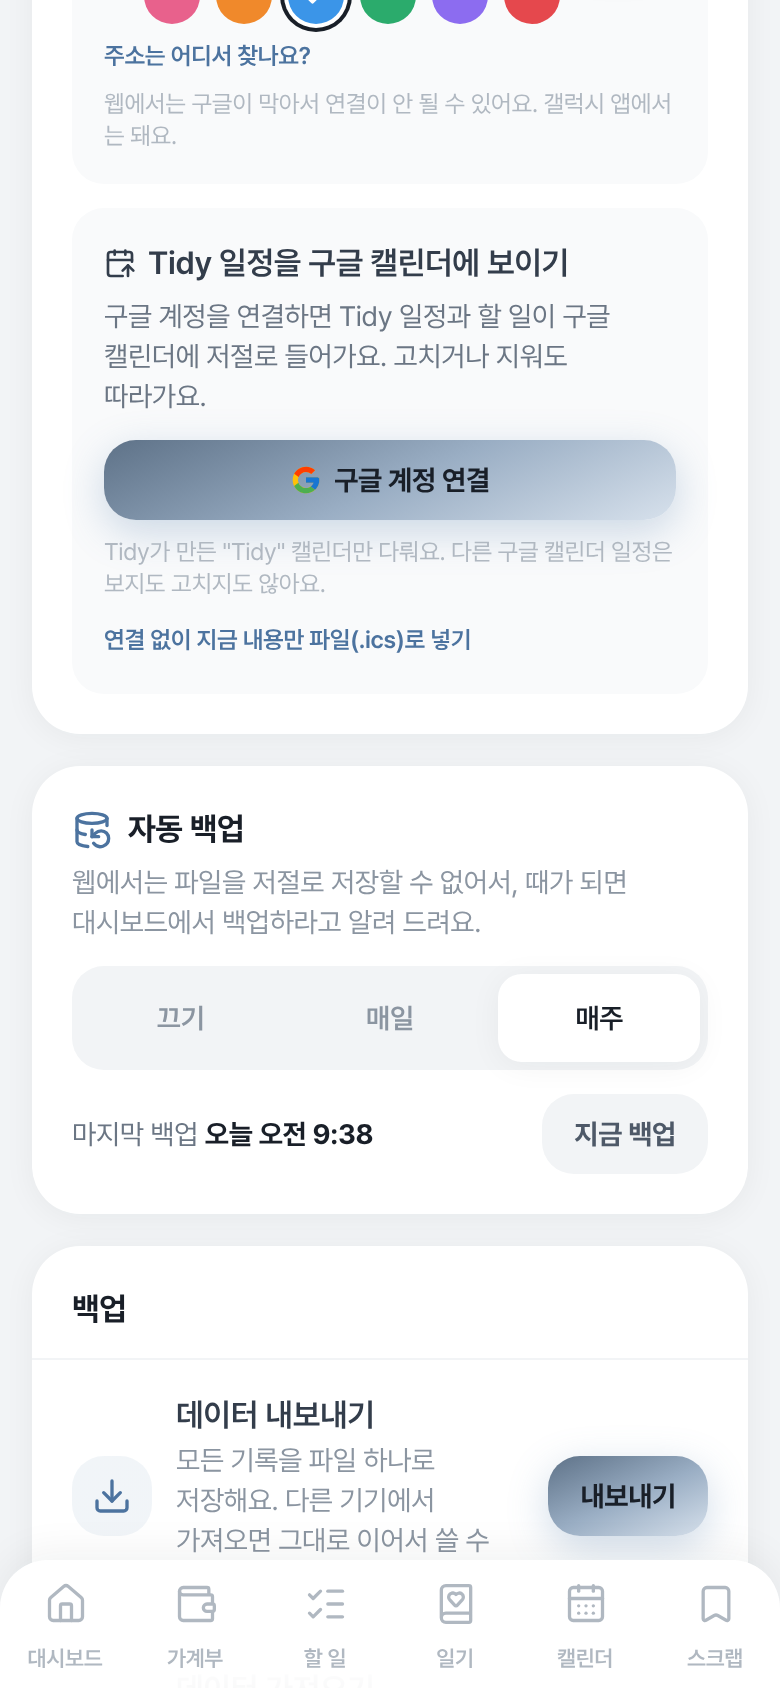 주소는 어디서 찾나요?
웹에서는 구글이 막아서 연결이 안 될 수 있어요. 갤럭시 앱에서
는 돼요.
Tidy 일정을 구글 캘린더에 보이기
구글 계정을 연결하면 Tidy 일정과 할 일이 구글
캘린더에 저절로 들어가요. 고치거나 지워도
따라가요.
구글 계정 연결
Tidy가 만든 "Tidy" 캘린더만 다뤄요. 다른 구글 캘린더 일정은
보지도 고치지도 않아요.
연결 없이 지금 내용만 파일(.ics)로 넣기
자동 백업
웹에서는 파일을 저절로 저장할 수 없어서, 때가 되면
대시보드에서 백업하라고 알려 드려요.
끄기 매일 매주
마지막 백업 오늘 오전 9:38 지금 백업
백업
데이터 내보내기
모든 기록을 파일 하나로
저장해요. 다른 기기에서
가져오면 그대로 이어서 쓸 수
내보내기
대시보드 가계부 할 일 일기 캘린더 스크랩
데이터 가져오기